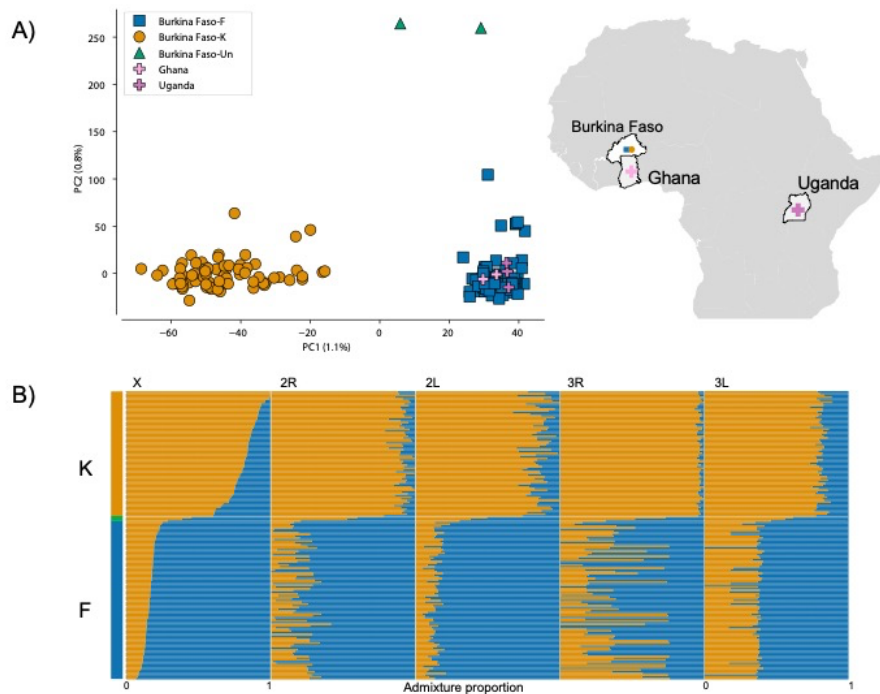 A)
Burkina Faso-F
Burkina Faso-K
Burkina Faso-Un
Ghana
Uganda
250
200
150
100
50
0
PC2 (0.8%)
−60
−40
−20
0
20
40
PC1 (1.1%)
Burkina Faso
Ghana
Uganda
B)
X
2R
2L
3R
3L
K
F
0
1
Admixture proportion
0
1